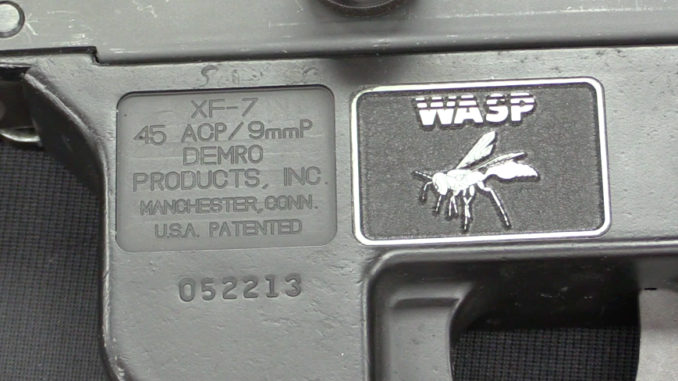 XF-7
45 ACP/9mmP
DEMRO
PRODUCTS, INC.
MANCHESTER, CONN.
U.S.A. PATENTED
052213
WASP